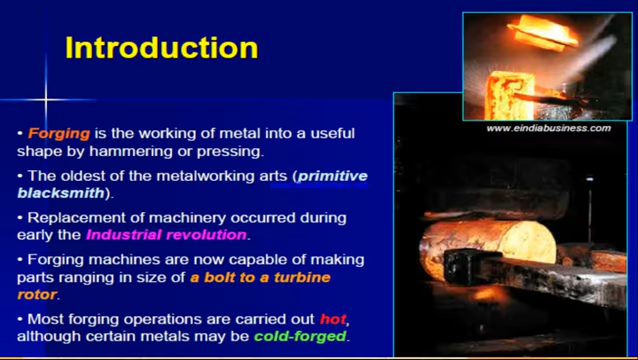 Introduction
www.eindiabusiness.com
• Forging is the working of metal into a useful
shape by hammering or pressing.
• The oldest of the metalworking arts (primitive
blacksmith).
• Replacement of machinery occurred during
early the Industrial revolution.
• Forging machines are now capable of making
parts ranging in size of a bolt to a turbine
rotor.
• Most forging operations are carried out hot,
although certain metals may be cold-forged.